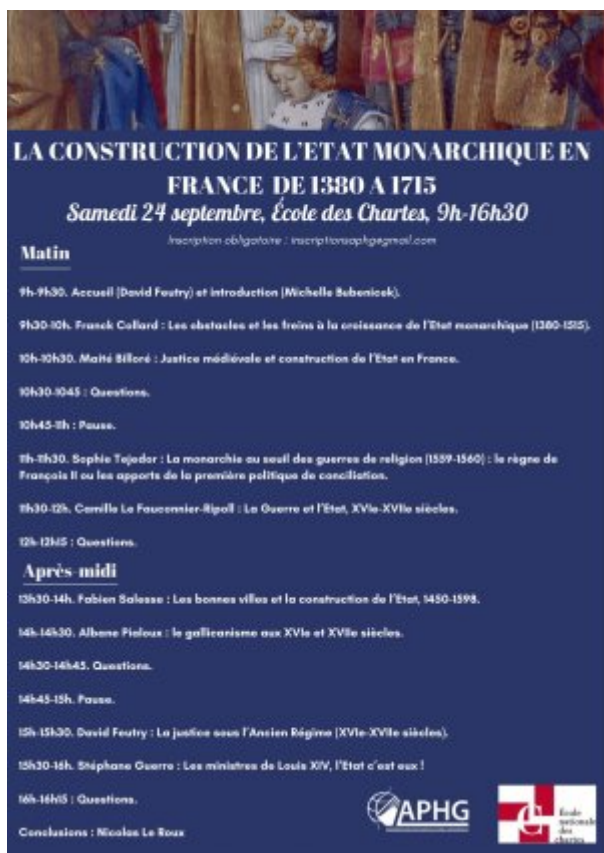 LA CONSTRUCTION DE L'ETAT MONARCHIQUE EN
FRANCE DE 1380 A 1715
Samedi 24 septembre, École des Chartes, 9h-16h30
Inscription obligatoire : inscriptionsaphg@gmail.com
Matin
9h-9h30. Accueil (David Feutry) et introduction (Michelle Bubenicek).
9h30-10h. Franck Collard : Les obstacles et les freins à la croissance de l'Etat monarchique (1380-1515).
10h-10h30. Maïté Billoré : Justice médiévale et construction de l'Etat en France.
10h30-1045 : Questions.
10h45-11h : Pause.
11h-11h30. Sophie Tejedor : La monarchie au seuil des guerres de religion (1559-1560) : le règne de
François II ou les apports de la première politique de conciliation.
11h30-12h. Camille Le Fauconnier-Ripoll : La Guerre et l'Etat, XVIe-XVIIe siècles.
12h-12h15 : Questions.
Après-midi
13h30-14h. Fabien Salesse : Les bonnes villes et la construction de l'Etat, 1450-1598.
14h-14h30. Albane Pialoux : le gallicanisme aux XVIe et XVIIe siècles.
14h30-14h45. Questions.
14h45-15h. Pause.
15h-15h30. David Feutry : La justice sous l'Ancien Régime (XVIe-XVIIe siècles).
15h30-16h. Stéphane Guerre : Les ministres de Louis XIV, l'Etat c'est eux !
16h-16h15 : Questions.
Conclusions : Nicolas Le Roux
APHG
École
nationale
des
chartes